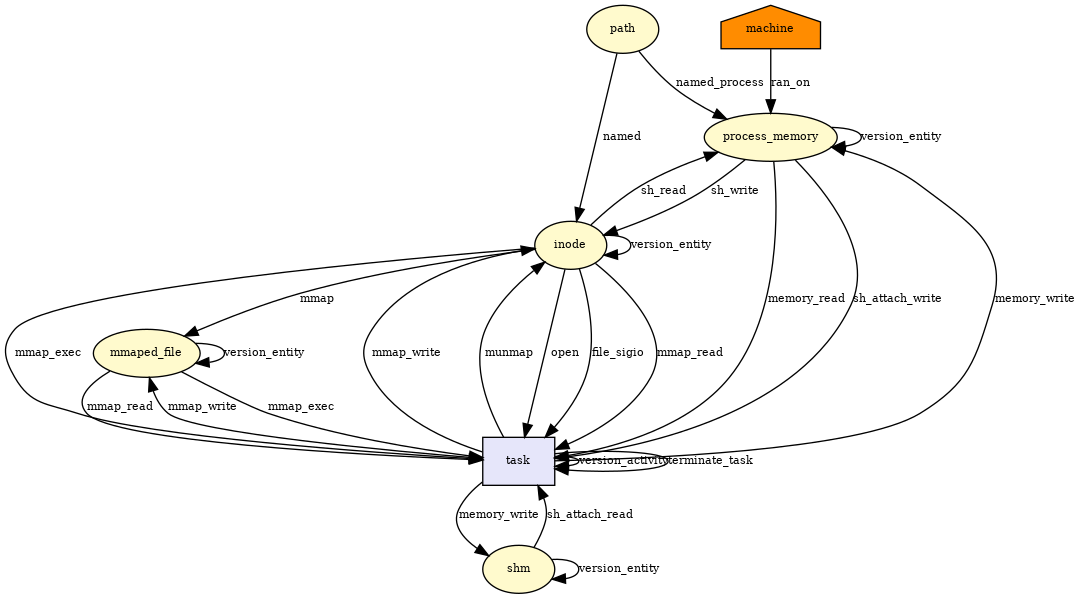 path
machine
named_process
ran_on
named
process_memory
version_entity
sh_read
sh_write
inode
version_entity
mmap
memory_read
sh_attach_write
memory_write
mmap_exec
mmaped_file
version_entity
mmap_write
munmap
open
file_sigio
mmap_read
mmap_read
mmap_write
mmap_exec
task
version_activity
terminate_task
memory_write
sh_attach_read
shm
version_entity